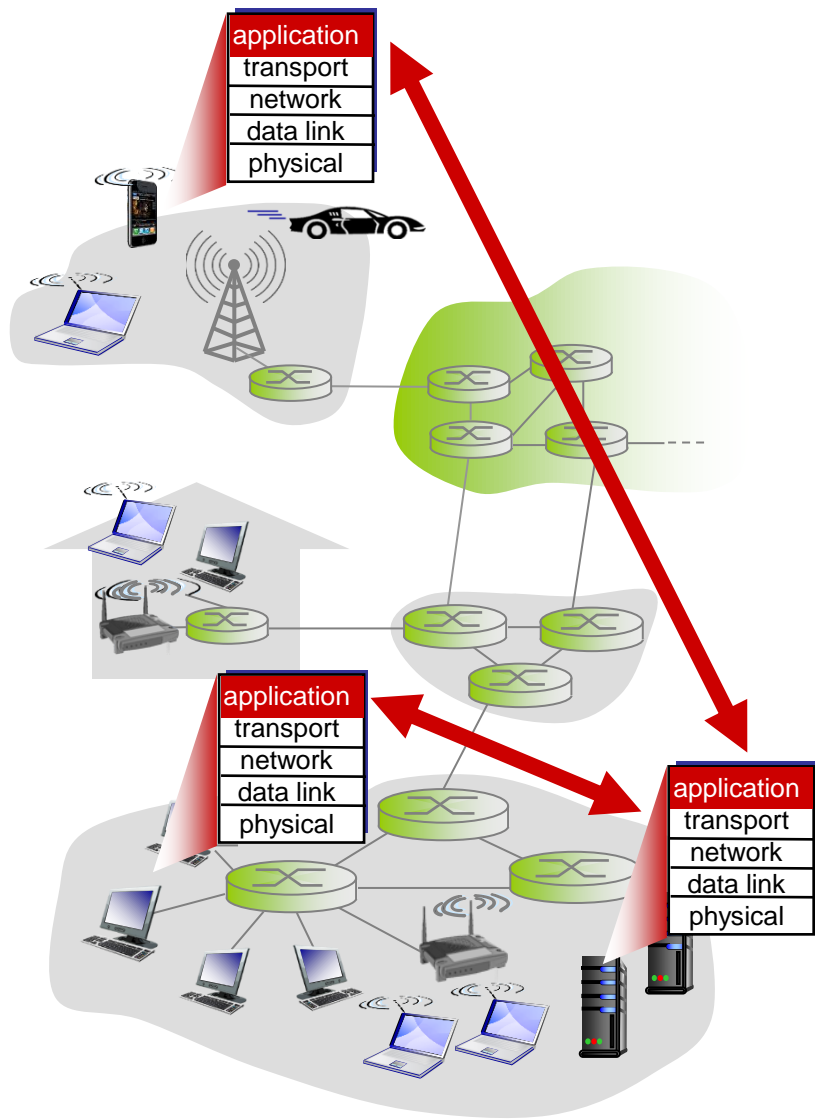 application
transport
network
data link
physical
application
transport
network
data link
physical
application
transport
network
data link
physical